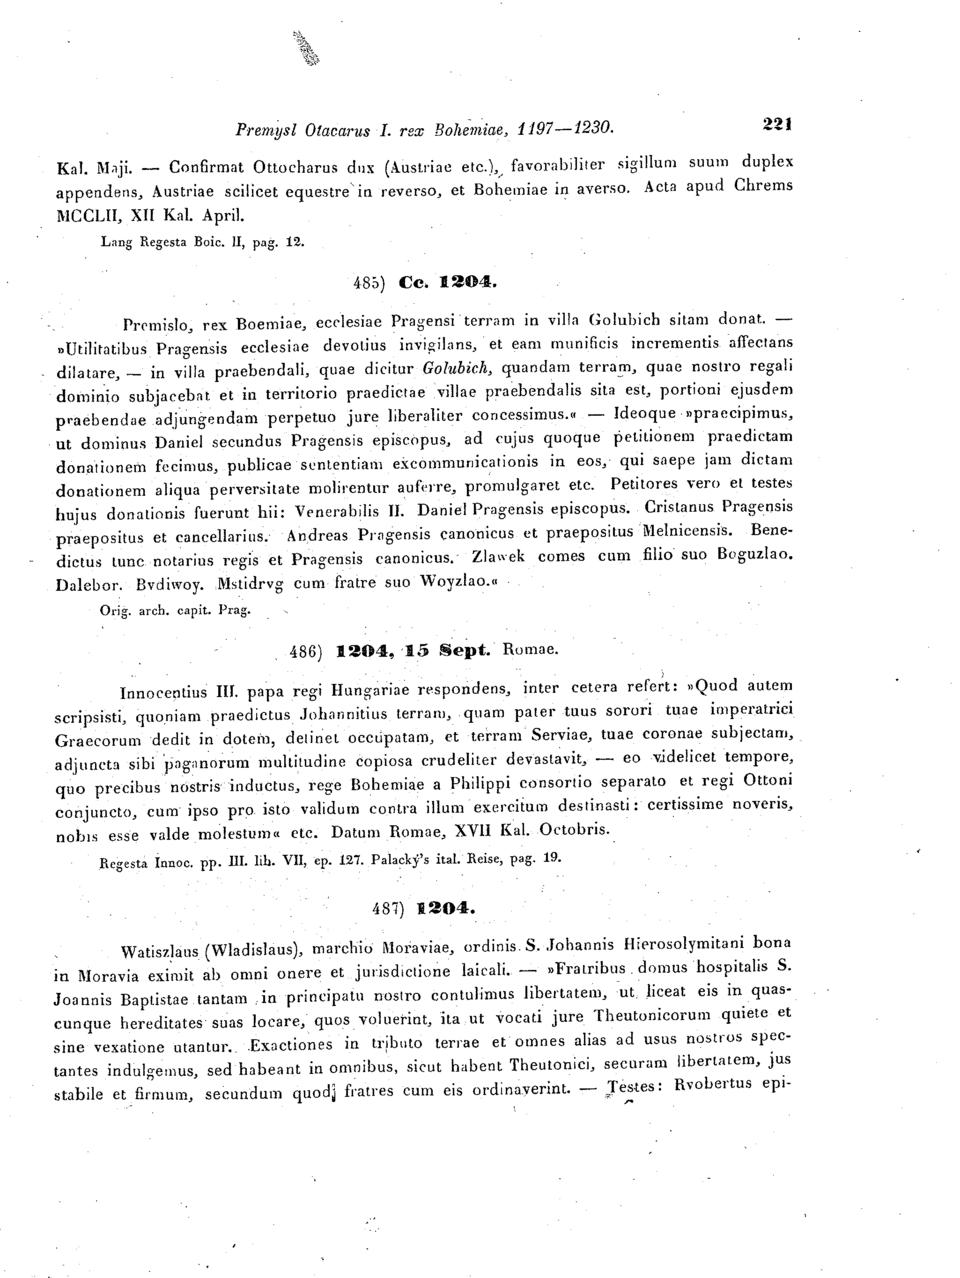 Premysl Otacarus I. rex Bohemiae, 1197—1230. 221
Kal. Maji. — Confirmat Ottocharus dux (Austriae etc.), favorabiliter sigillum suum duplex
appendens, Austriae scilicet equestre in reverso, et Bohemiae in averso. Acta apud Chrems
MCCLII, XII Kal. April.
Lang Regesta Boic. II, pag. 12.
485) Cc. 1204.
Premislo, rex Boemiae, ecclesiae Pragensi terram in villa Golubich sitam donat. —
»Utilitatibus Pragensis ecclesiae devotius invigilans, et eam munificis incrementis affectans
dilatare, — in villa praebendali, quae dicitur Golubich, quandam terram, quae nostro regali
dominio subjacebat et in territorio praedictae villae praebendalis sita est, portioni ejusdem
praebendae adjungendam perpetuo jure liberaliter concessimus.« — Ideoque »praecipimus,
ut dominus Daniel secundus Pragensis episcopus, ad cujus quoque petitionem praedictam
donationem fecimus, publicae sententiam excommunicationis in eos, qui saepe jam dictam
donationem aliqua perversitate molirentur auferre, promulgaret etc. Petitores vero et testes
hujus donationis fuerunt hii: Venerabilis II. Daniel Pragensis episcopus. Cristanus Pragensis
praepositus et cancellarius. Andreas Pragensis canonicus et praepositus Melnicensis. Bene-
dictus tunc notarius regis et Pragensis canonicus. Zlawek comes cum filio suo Boguzlao.
Dalebor. Bvdiwoy. Mstidrvg cum fratre suo Woyzlao.«
Orig. arch. capit. Prag.
486) 1204, 15 Sept. Romae.
Innocentius III. papa regi Hungariae respondens, inter cetera refert: »Quod autem
scripsisti, quoniam praedictus Johannitius terram, quam pater tuus sorori tuae imperatrici
Graecorum dedit in dotem, detinet occupatam, et terram Serviae, tuae coronae subjectam,
adjuncta sibi paganorum multitudine copiosa crudeliter devastavit, — eo videlicet tempore,
quo precibus nostris inductus, rege Bohemiae a Philippi consortio separato et regi Ottoni
conjuncto, cum ipso pro isto validum contra illum exercitum destinasti: certissime noveris,
nobis esse valde molestum« etc. Datum Romae, XVII Kal. Octobris.
Regesta Innoc. pp. III. lib. VII, ep. 127. Palacký's ital. Reise, pag. 19.
487) 1204.
Watiszlaus (Wladislaus), marchio Moraviae, ordinis S. Johannis Hierosolymitani bona
in Moravia eximit ab omni onere et jurisdictione laicali. — »Fratribus domus hospitalis S.
Joannis Baptistae tantam in principatu nostro contulimus libertatem, ut liceat eis in quas-
cunque hereditates suas locare, quos voluerint, ita ut vocati jure Theutonicorum quiete et
sine vexatione utantur. Exactiones in tributo terrae et omnes alias ad usus nostros spec-
tantes indulgemus, sed habeant in omnibus, sicut habent Theutonici, securam libertatem, jus
stabile et firmum, secundum quod fratres cum eis ordinaverint. — Testes: Rvobertus epi-